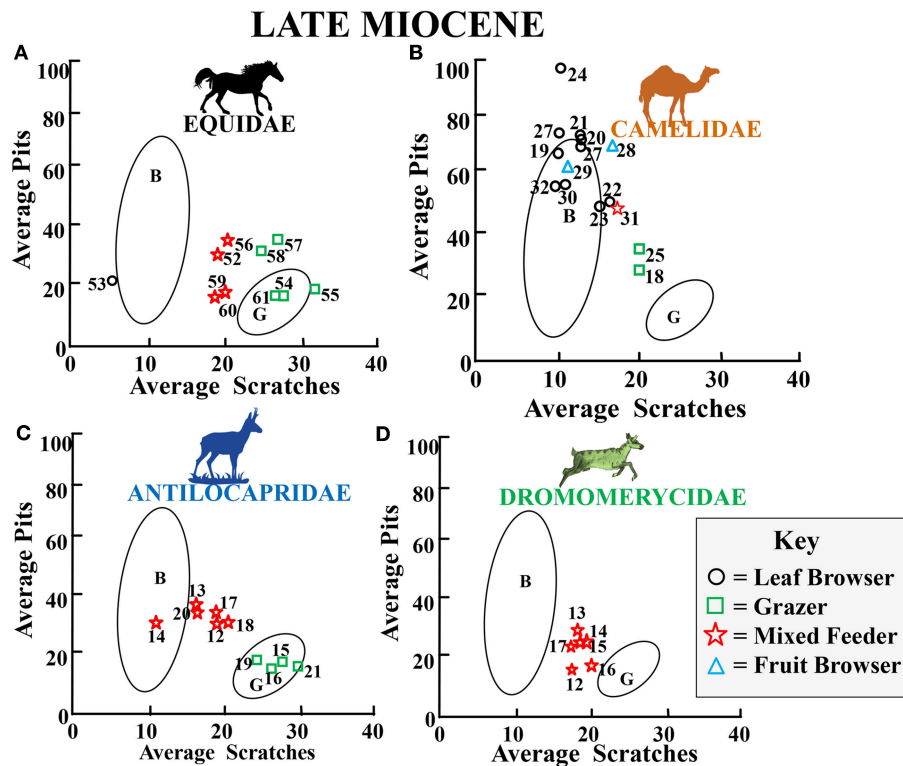 LATE MIOCENE
A
EQUIDAE
Average Pits
100
80
60
40
20
0
B
56
57
52
58
53
59
54
60
61
55
G
0 10 20 30 40
Average Scratches
B
CAMELIDAE
Average Pits
100
80
60
40
20
0
24
27
21
20
19
27
28
29
32
30
22
B
23
31
25
18
G
0 10 20 30 40
Average Scratches
C
ANTILOCAPRIDAE
Average Pits
100
80
60
40
20
0
B
13
17
20
14
12
18
19
15
16
21
G
0 10 20 30 40
Average Scratches
D
DROMOMERYCIDAE
Average Pits
100
80
60
40
20
0
B
13
14
17
15
12
16
G
0 10 20 30 40
Average Scratches
Key
= Leaf Browser
= Grazer
= Mixed Feeder
= Fruit Browser